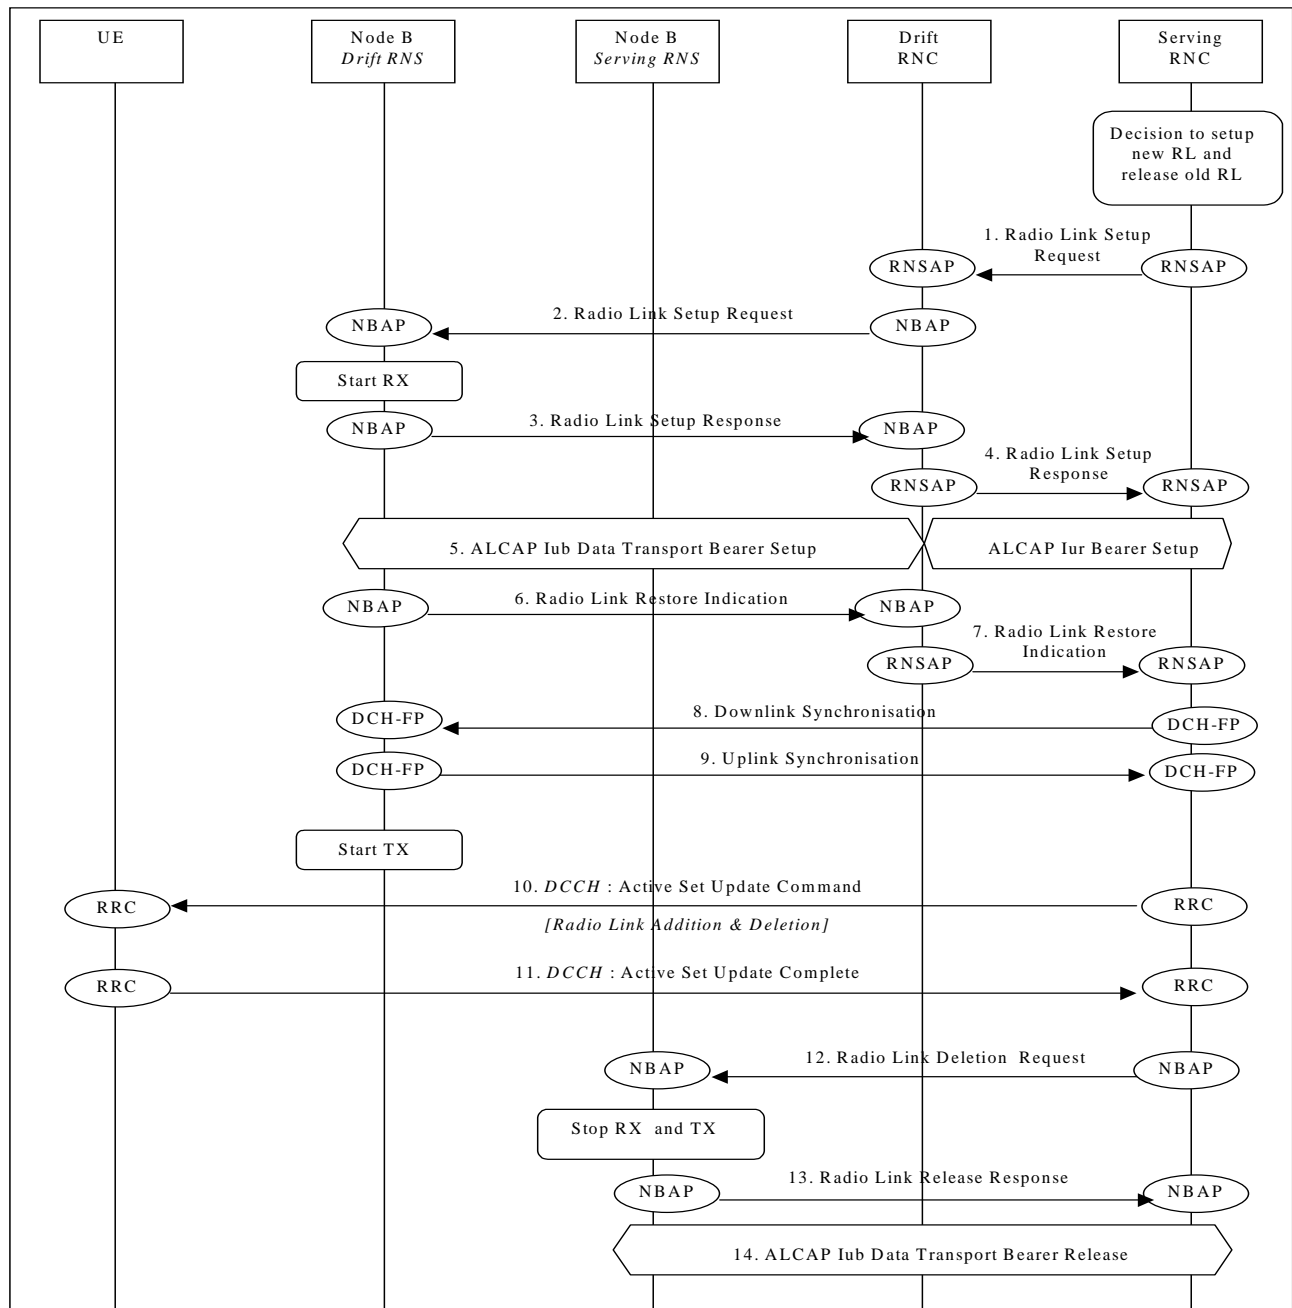 UE
Node B
Drift RNS
Node B
Serving RNS
Drift
RNC
Serving
RNC
Decision to setup
new RL and
release old RL
1. Radio Link Setup
Request
RNSAP
RNSAP
2. Radio Link Setup Request
NBAP
NBAP
Start RX
3. Radio Link Setup Response
NBAP
NBAP
4. Radio Link Setup
Response
RNSAP
RNSAP
5. ALCAP Iub Data Transport Bearer Setup
ALCAP Iur Bearer Setup
6. Radio Link Restore Indication
NBAP
NBAP
7. Radio Link Restore
Indication
RNSAP
RNSAP
8. Downlink Synchronisation
DCH-FP
DCH-FP
9. Uplink Synchronisation
DCH-FP
DCH-FP
Start TX
10. DCCH : Active Set Update Command
RRC
RRC
[Radio Link Addition & Deletion]
11. DCCH : Active Set Update Complete
RRC
RRC
12. Radio Link Deletion Request
NBAP
NBAP
Stop RX and TX
13. Radio Link Release Response
NBAP
NBAP
14. ALCAP Iub Data Transport Bearer Release